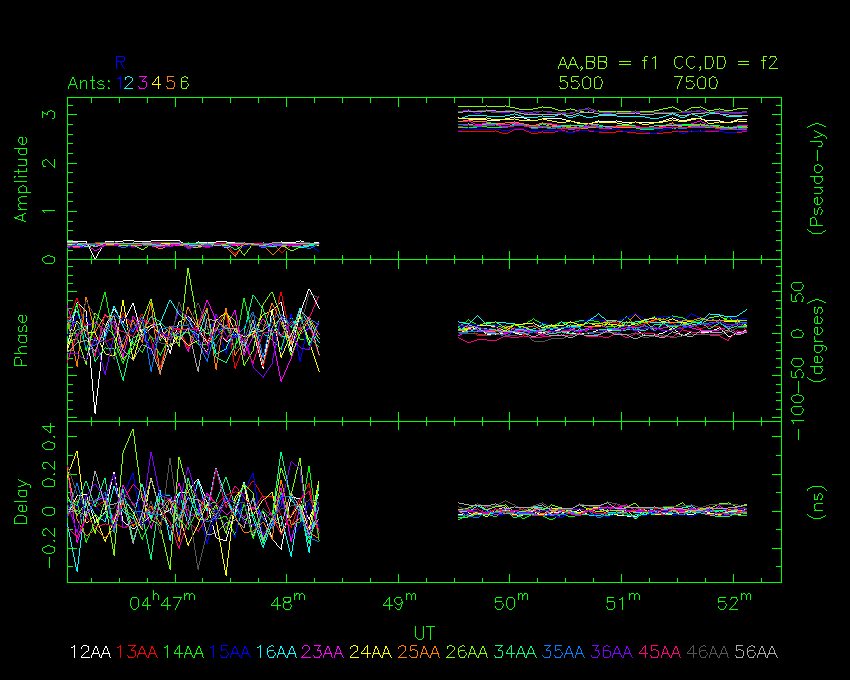 R AA,BB = f1 CC,DD = f2
Ants: 1 2 3 4 5 6 5500 7500
3
2
1
0
Amplitude
(Pseudo-Jy)
Phase
50
0
-50
-100
(degrees)
0.4
0.2
0
-0.2
Delay
(ns)
04h47m 48m 49m 50m 51m 52m
UT
12AA 13AA 14AA 15AA 16AA 23AA 24AA 25AA 26AA 34AA 35AA 36AA 45AA 46AA 56AA